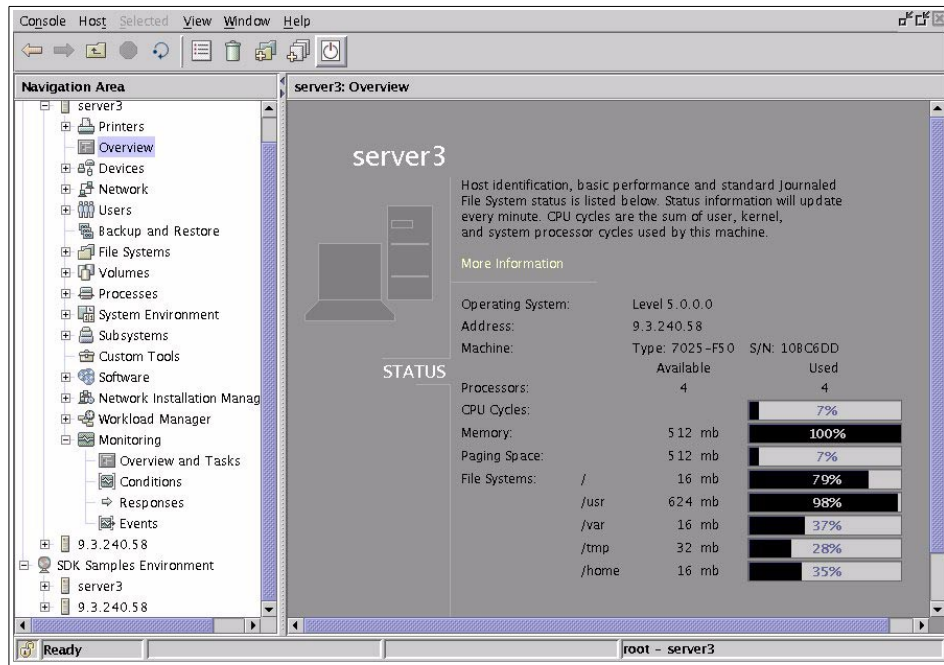 Console Host Selected View Window Help
Navigation Area
server3: Overview
server3
Printers
Overview
Devices
Network
Users
Backup and Restore
File Systems
Volumes
Processes
System Environment
Subsystems
Custom Tools
Software
Network Installation Manag
Workload Manager
Monitoring
Overview and Tasks
Conditions
Responses
Events
9.3.240.58
SDK Samples Environment
server3
9.3.240.58
server3
Host identification, basic performance and standard Journaled
File System status is listed below. Status information will update
every minute. CPU cycles are the sum of user, kernel,
and system processor cycles used by this machine.
More Information
Operating System: Level 5.0.0.0
Address: 9.3.240.58
Machine: Type: 7025-F50 S/N: 10BC6DD
STATUS
Available Used
Processors: 4 4
CPU Cycles: 7%
Memory: 512 mb 100%
Paging Space: 512 mb 7%
File Systems: / 16 mb 79%
/usr 624 mb 98%
/var 16 mb 37%
/tmp 32 mb 28%
/home 16 mb 35%
Ready
root - server3